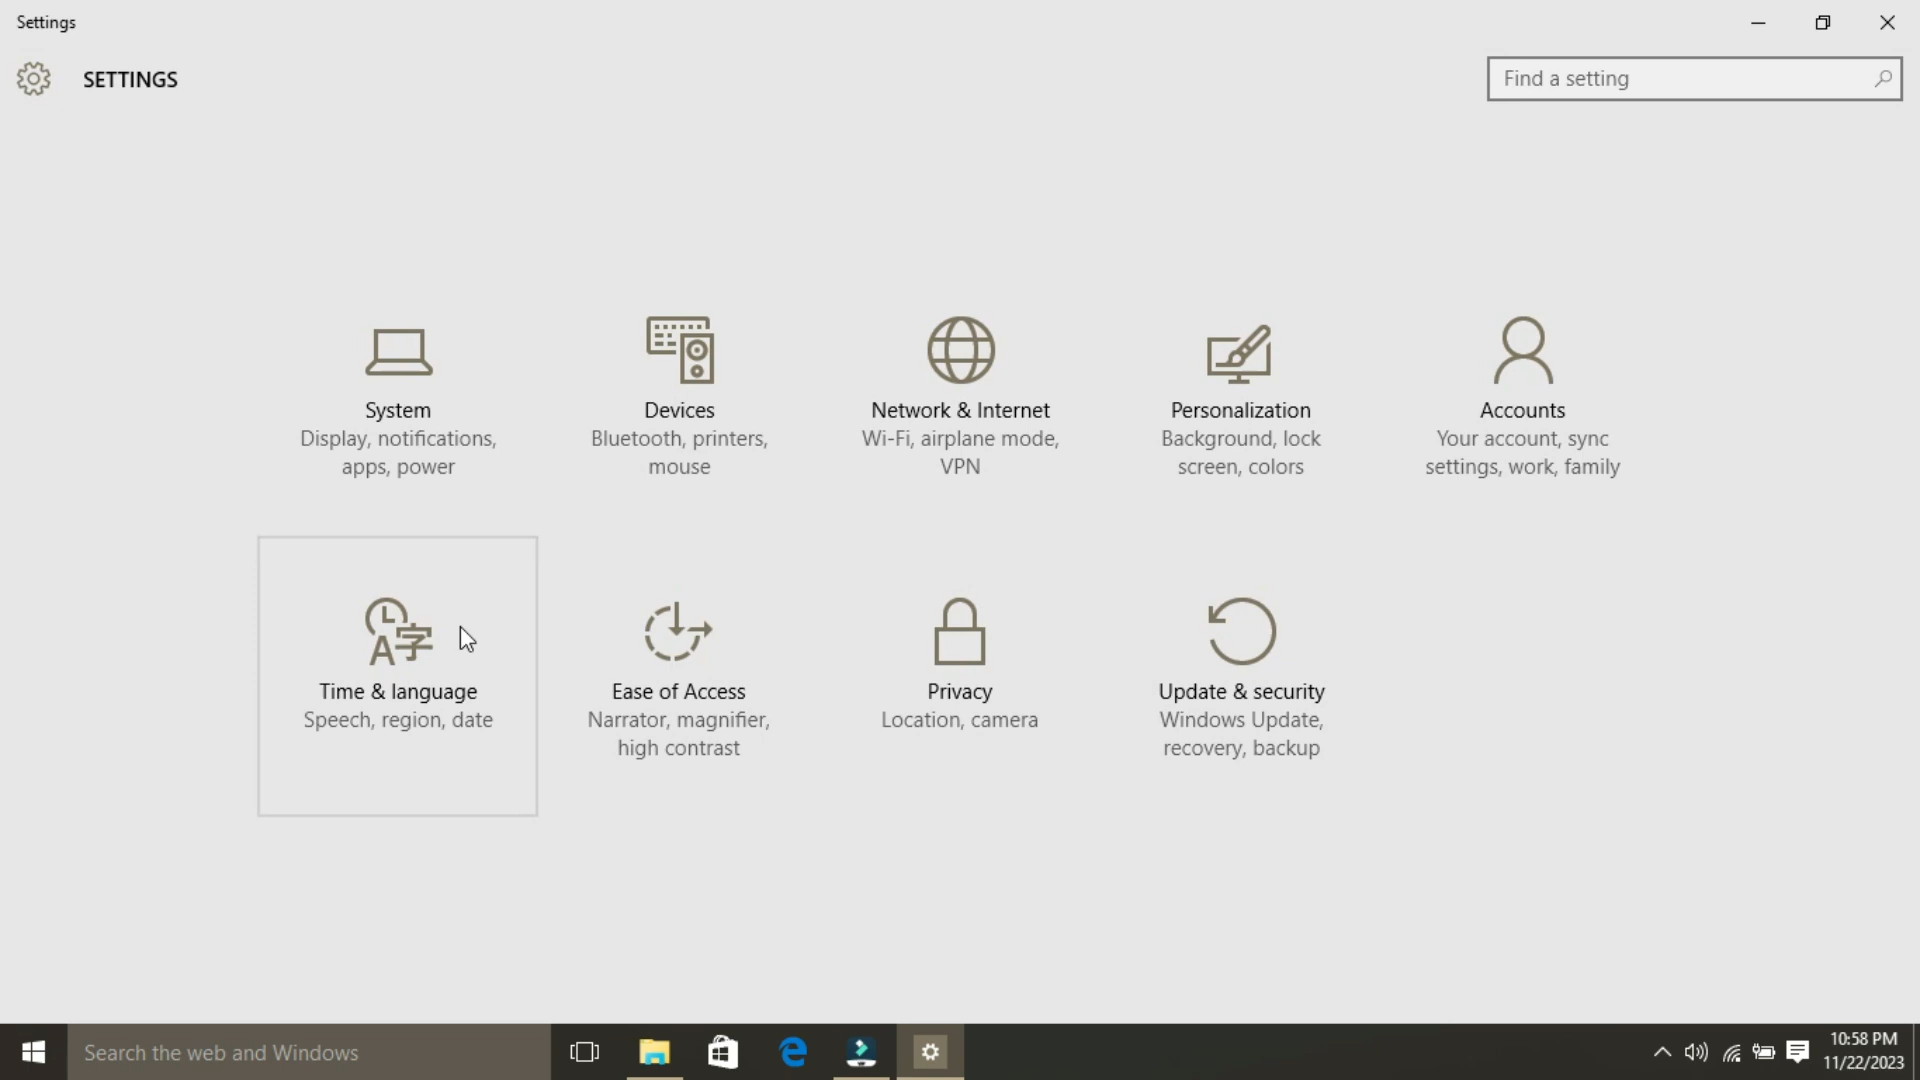 Settings
SETTINGS
Find a setting
System
Display, notifications,
apps, power
Devices
Bluetooth, printers,
mouse
Network & Internet
Wi-Fi, airplane mode,
VPN
Personalization
Background, lock
screen, colors
Accounts
Your account, sync
settings, work, family
A字
Time & language
Speech, region, date
Ease of Access
Narrator, magnifier,
high contrast
Privacy
Location, camera
Update & security
Windows Update,
recovery, backup
Search the web and Windows
10:58 PM
11/22/2023